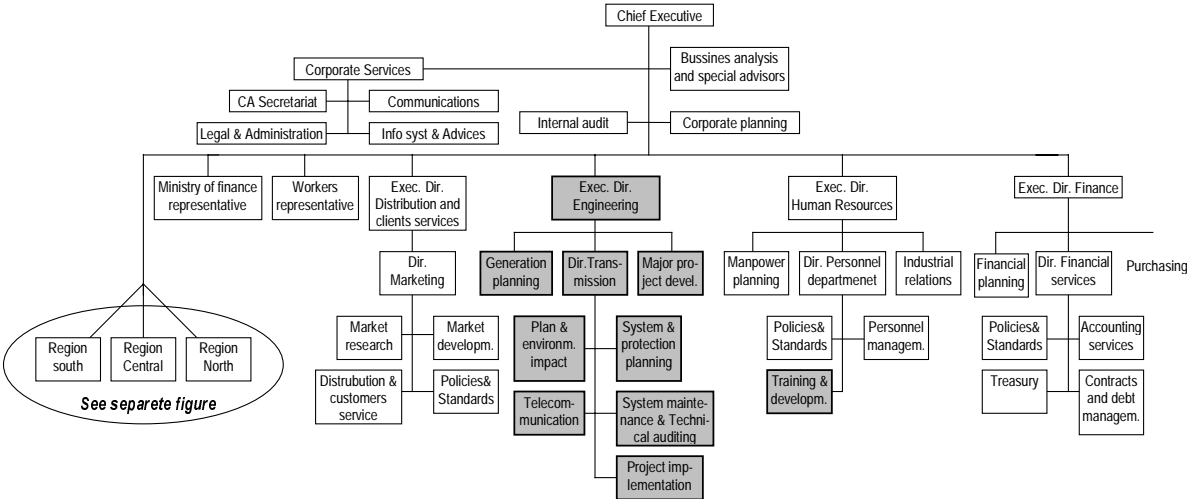 Chief Executive
Bussines analysis
and special advisors
Corporate Services
CA Secretariat
Communications
Legal & Administration
Info syst & Advices
Internal audit
Corporate planning
Ministry of finance
representative
Workers
representative
Exec. Dir.
Distribution and
clients services
Exec. Dir.
Engineering
Exec. Dir.
Human Resources
Exec. Dir. Finance
Dir.
Marketing
Generation
planning
Dir.Trans-
mission
Major pro-
ject devel.
Manpower
planning
Dir. Personnel
departmenet
Industrial
relations
Financial
planning
Dir. Financial
services
Purchasing
Region
south
Region
Central
Region
North
See separete figure
Market
research
Market
developm.
Distrubution &
customers
service
Policies&
Standards
Plan &
environm.
impact
System &
protection
planning
Telecom-
munication
System mainte-
nance & Techni-
cal auditing
Project imp-
lementation
Policies&
Standards
Personnel
managem.
Training &
developm.
Policies&
Standards
Accounting
services
Treasury
Contracts
and debt
managem.